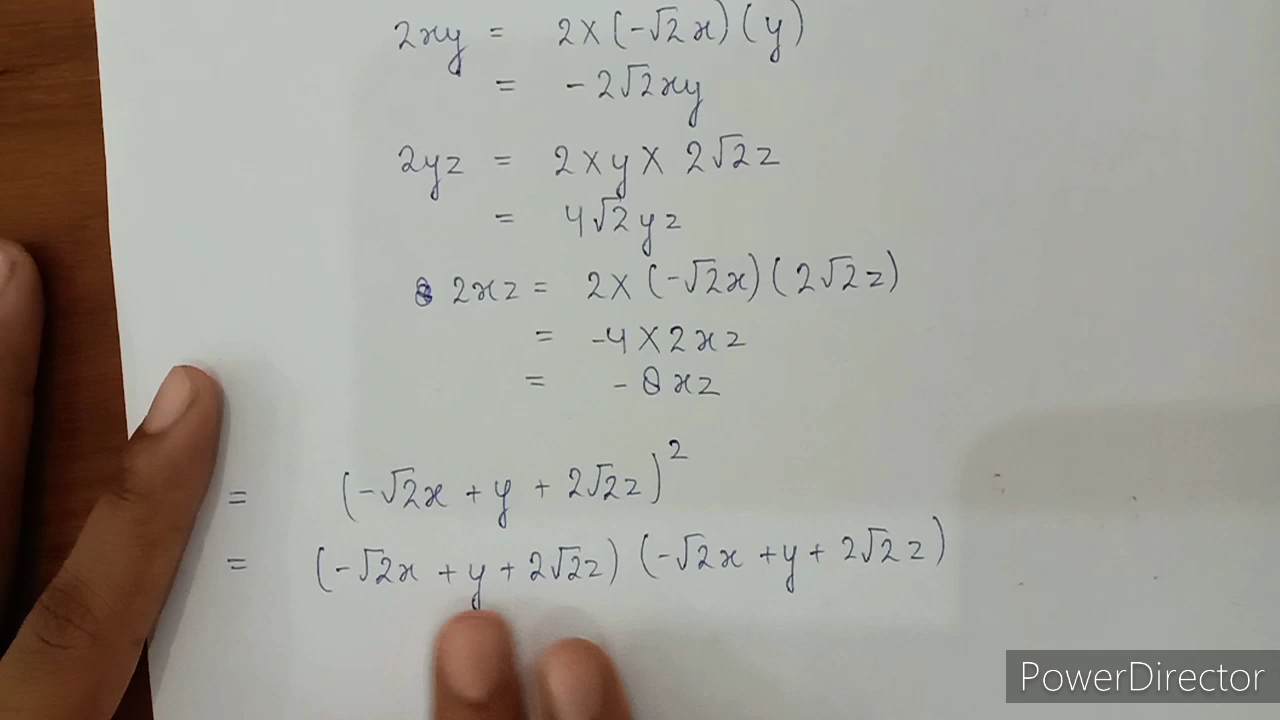 2xy = 2×(-√2x)(y)
= -2√2xy
2yz = 2×y×2√2z
= 4√2yz
2xz = 2×(-√2x)(2√2z)
= -4×2xz
= -8xz
= (-√2x + y + 2√2z)²
= (-√2x + y + 2√2z)(-√2x + y + 2√2z)
PowerDirector